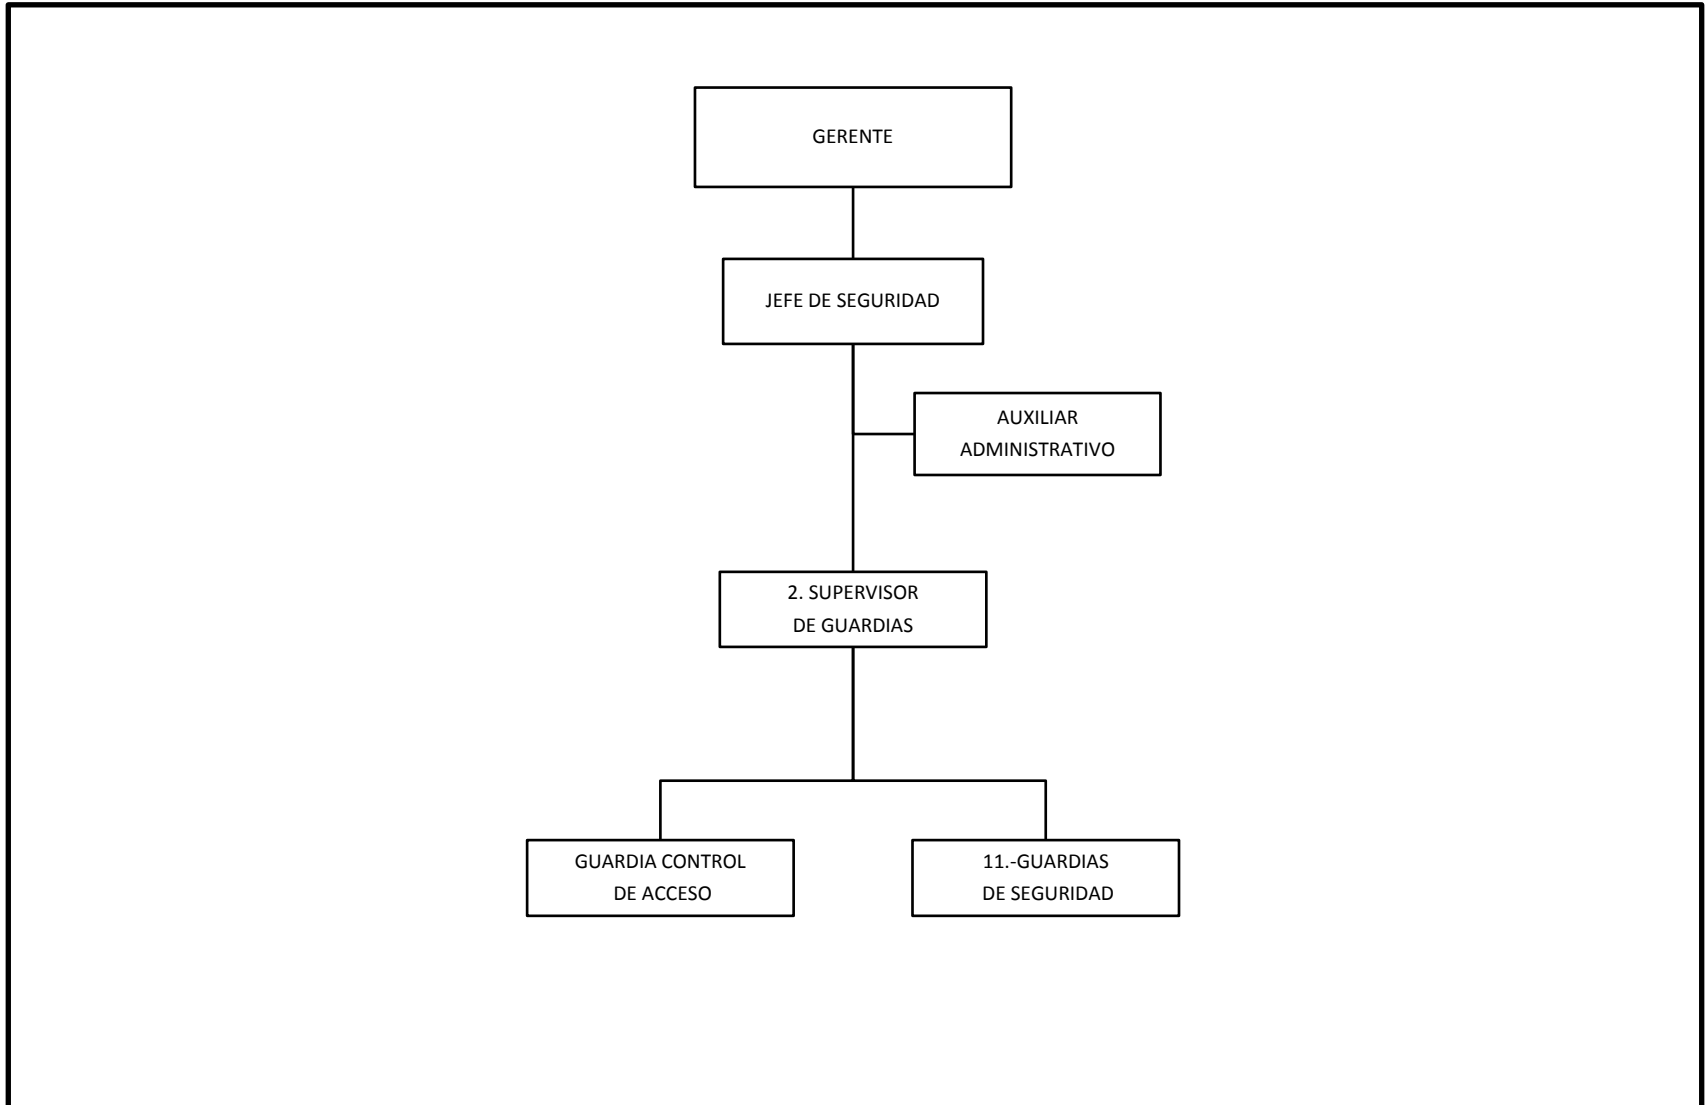 GERENTE
JEFE DE SEGURIDAD
AUXILIAR
ADMINISTRATIVO
2. SUPERVISOR
DE GUARDIAS
GUARDIA CONTROL
DE ACCESO
11.-GUARDIAS
DE SEGURIDAD